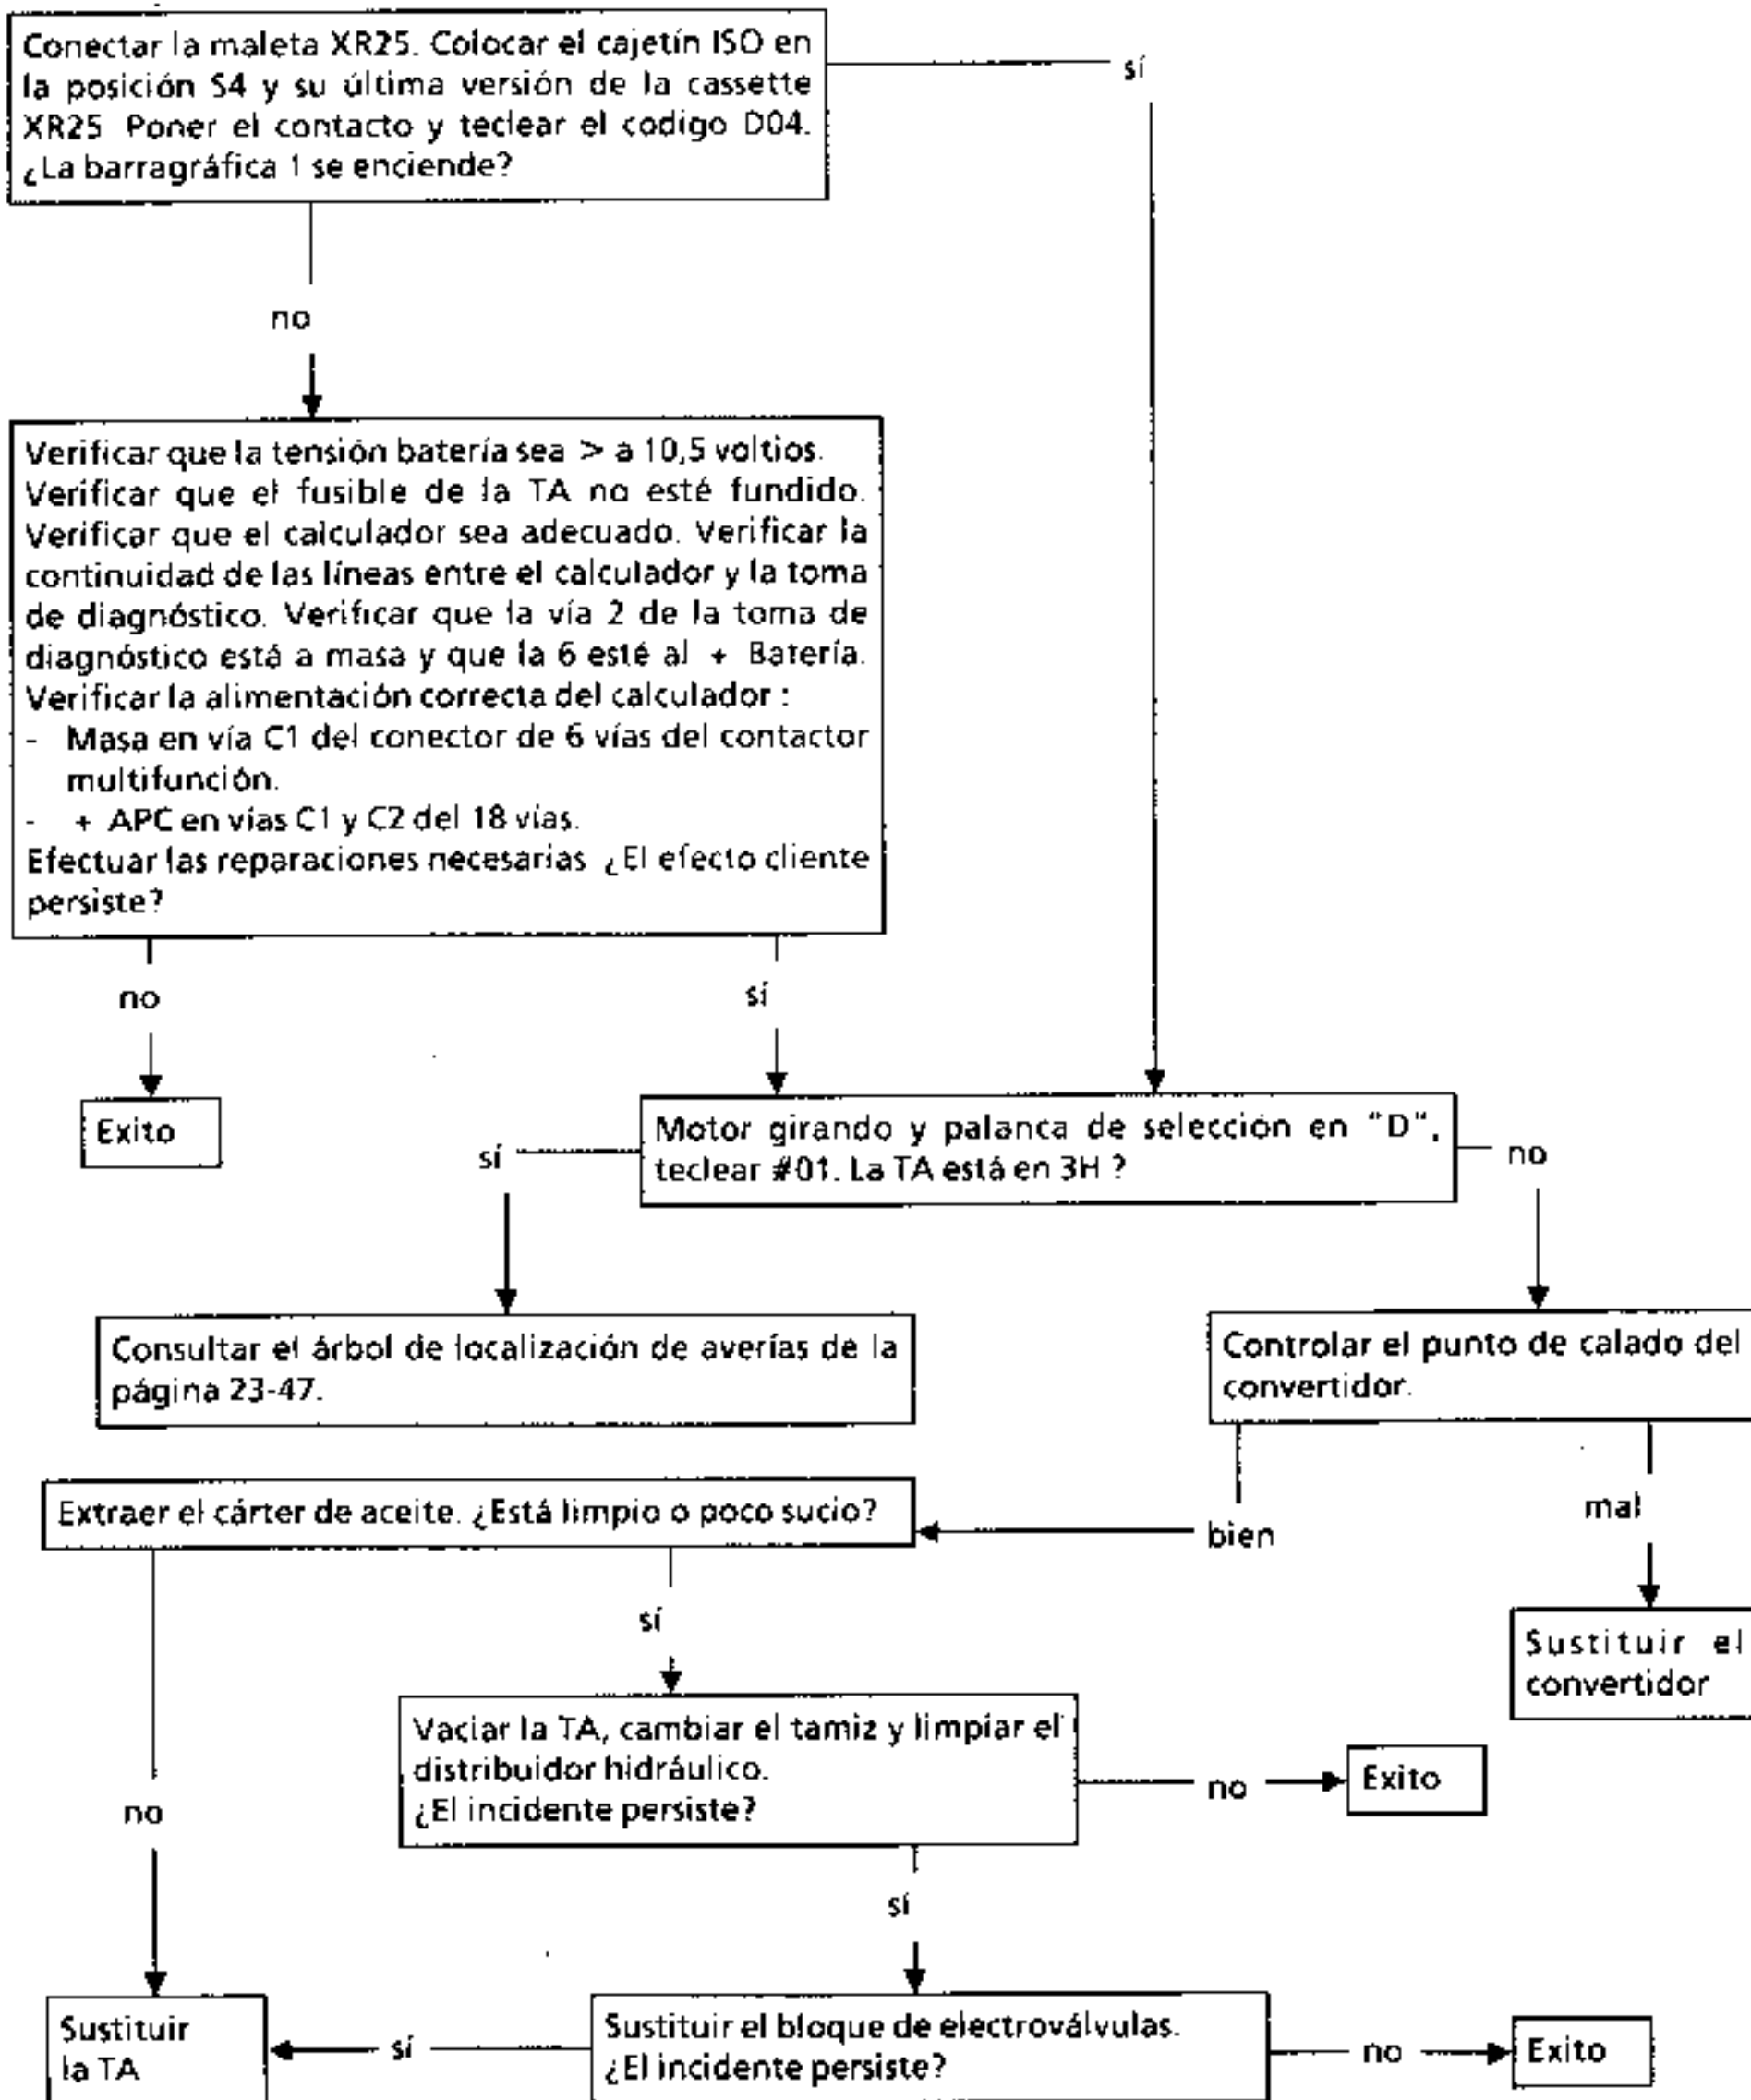 Conectar la maleta XR25. Colocar el cajetín ISO en
la posición S4 y su última versión de la cassette
XR25 Poner el contacto y teclear el codigo D04.
¿La barragráfica 1 se enciende?
sí
no
Verificar que la tensión batería sea > a 10,5 voltios.
Verificar que el fusible de la TA no esté fundido.
Verificar que el calculador sea adecuado. Verificar la
continuidad de las líneas entre el calculador y la toma
de diagnóstico. Verificar que la vía 2 de la toma de
diagnóstico está a masa y que la 6 esté al + Batería.
Verificar la alimentación correcta del calculador :
- Masa en vía C1 del conector de 6 vías del contactor
multifunción.
- + APC en vías C1 y C2 del 18 vías.
Efectuar las reparaciones necesarias ¿El efecto cliente
persiste?
no
sí
Exito
Motor girando y palanca de selección en "D",
teclear #01. La TA está en 3H ?
sí
no
Consultar el árbol de localización de averías de la
página 23-47.
Controlar el punto de calado del
convertidor.
Extraer el cárter de aceite. ¿Está limpio o poco sucio?
bien
mal
sí
Sustituir el
convertidor
Vaciar la TA, cambiar el tamiz y limpiar el
distribuidor hidráulico.
¿El incidente persiste?
no
Exito
no
sí
Sustituir
la TA
sí
Sustituir el bloque de electroválvulas.
¿El incidente persiste?
no
Exito